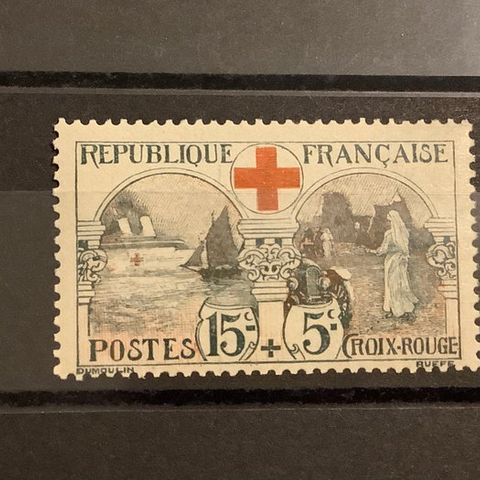 REPUBLIQUE FRANÇAISE
POSTES 15c + 5c CROIX-ROUGE
DUMOULIN RUFFE